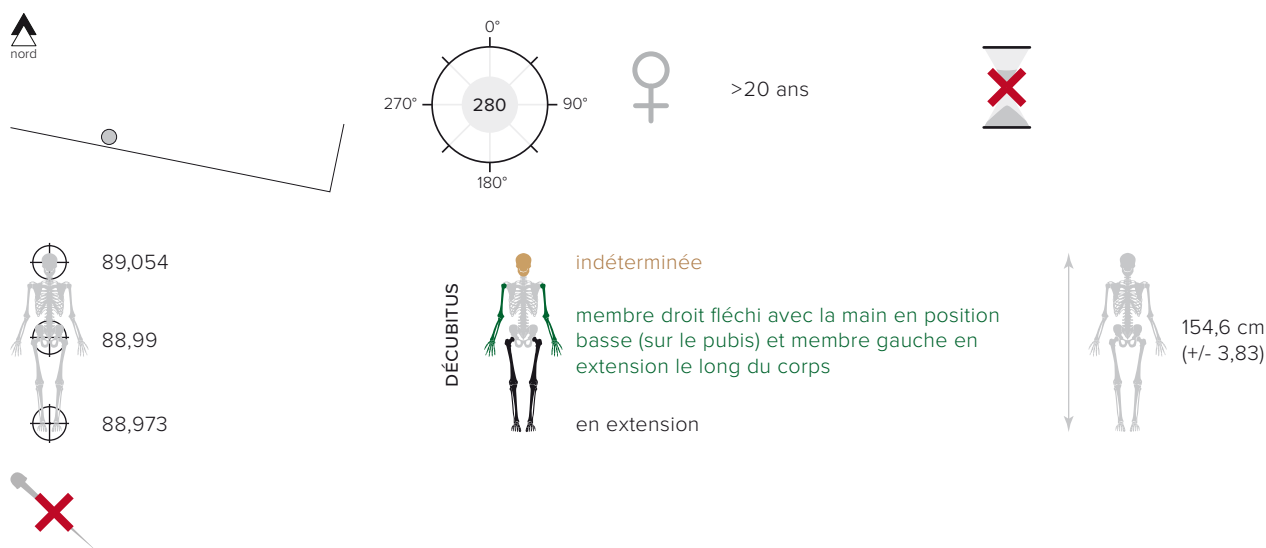 nord
0°
270°
280
90°
180°
>20 ans
89,054
88,99
88,973
DÉCUBITUS
indéterminée
membre droit fléchi avec la main en position
basse (sur le pubis) et membre gauche en
extension le long du corps
en extension
154,6 cm
(+/- 3,83)